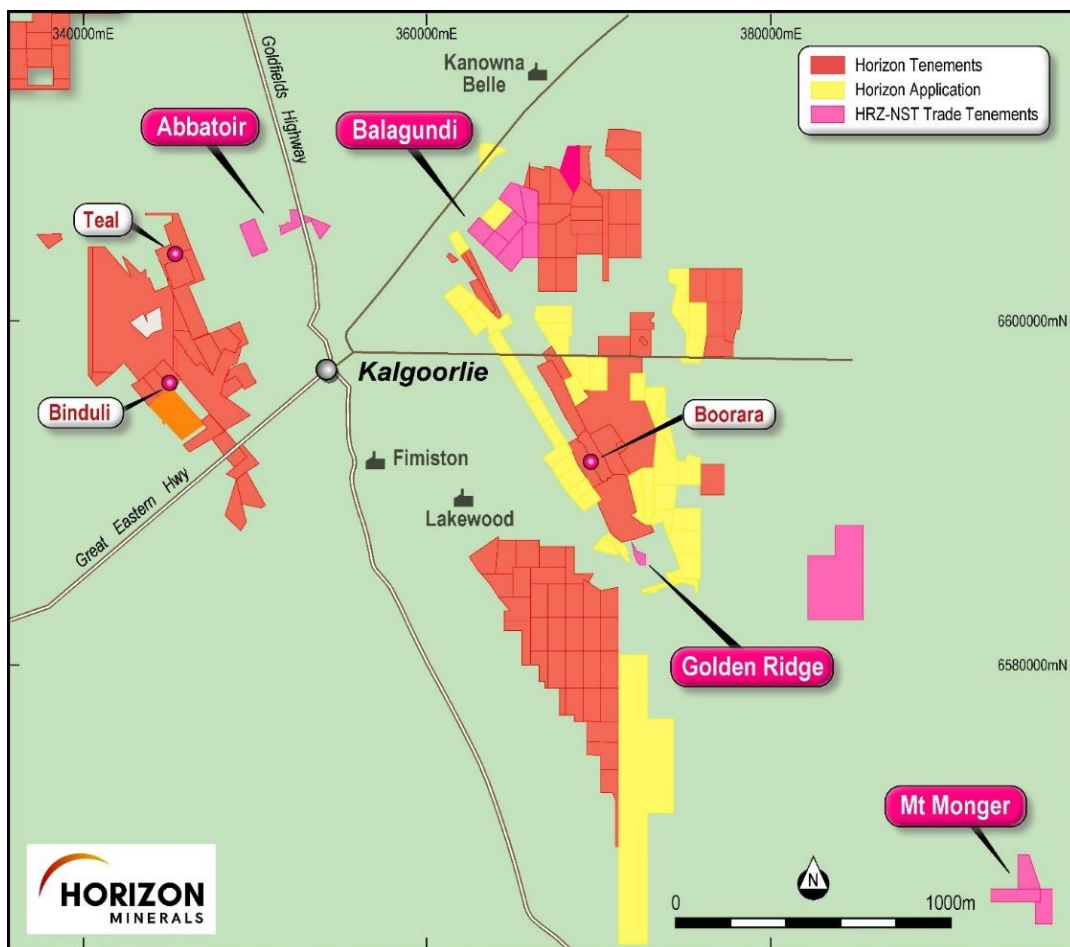 340000mE
360000mE
380000mE
Goldfields Highway
Kanowna
Belle
Horizon Tenements
Horizon Application
HRZ-NST Trade Tenements
Abbatoir
Balagundi
Teal
6600000mN
Kalgoorlie
Binduli
Boorara
Fimiston
Great Eastern Hwy
Lakewood
Golden Ridge
6580000mN
Mt Monger
HORIZON
MINERALS
N
0
1000m